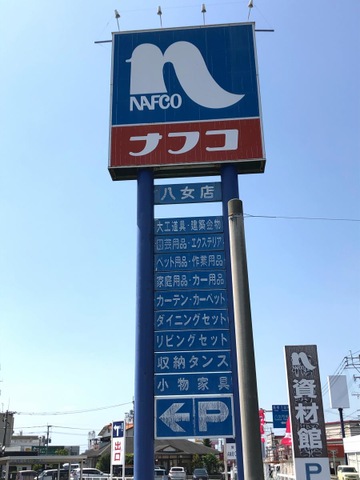 NAFCO
ナフコ
八女店
大工道具・建築金物
園芸用品・エクステリア
ペット用品・作業用品
家庭用品・カー用品
カーテン・カーペット
ダイニングセット
リビングセット
収納タンス
小物家具
P
資材館
P
出口